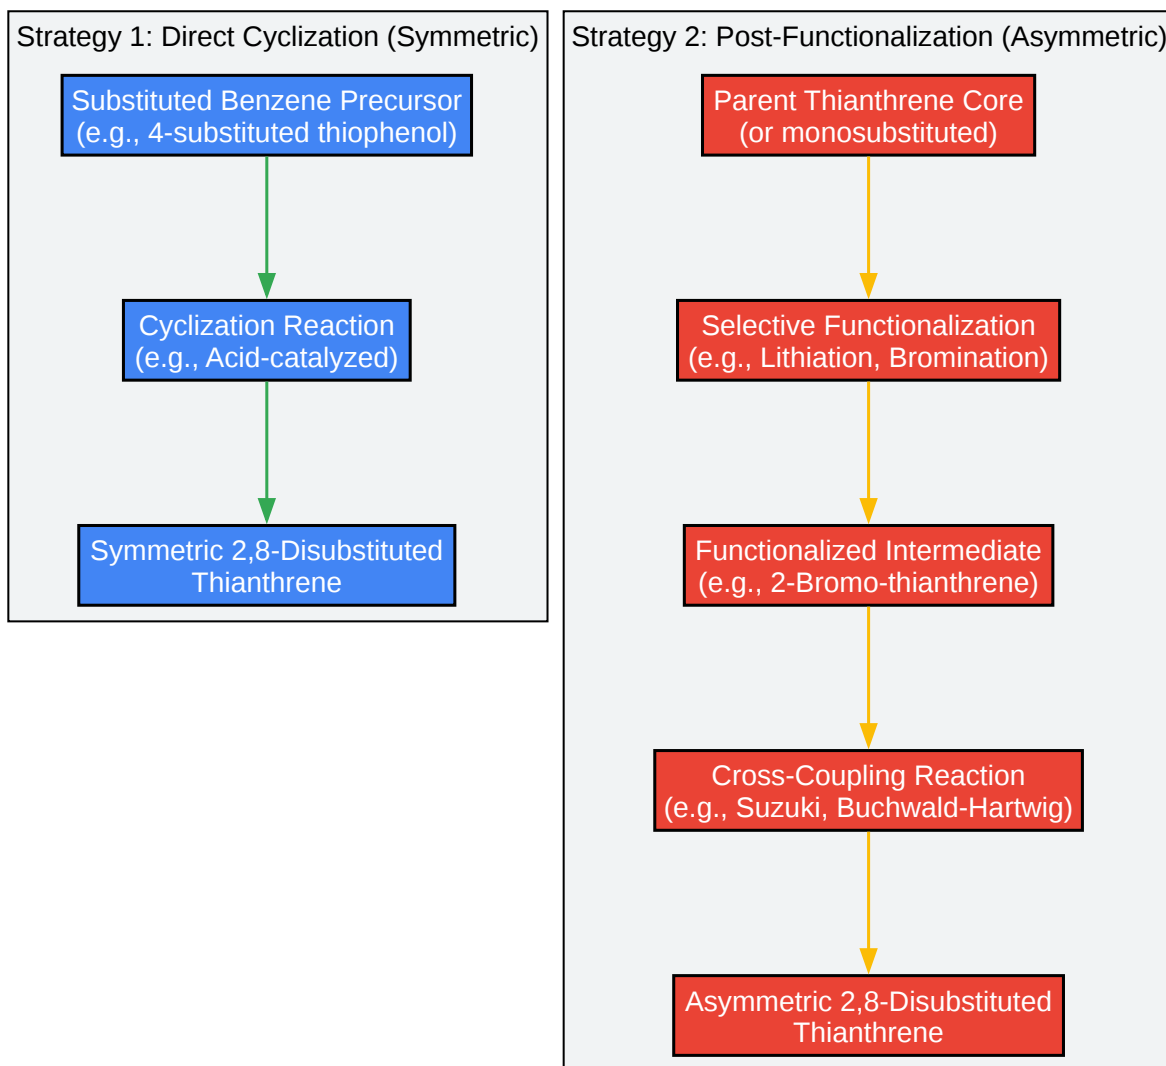 Strategy 1: Direct Cyclization (Symmetric)
Substituted Benzene Precursor
(e.g., 4-substituted thiophenol)
Cyclization Reaction
(e.g., Acid-catalyzed)
Symmetric 2,8-Disubstituted
Thianthrene
Strategy 2: Post-Functionalization (Asymmetric)
Parent Thianthrene Core
(or monosubstituted)
Selective Functionalization
(e.g., Lithiation, Bromination)
Functionalized Intermediate
(e.g., 2-Bromo-thianthrene)
Cross-Coupling Reaction
(e.g., Suzuki, Buchwald-Hartwig)
Asymmetric 2,8-Disubstituted
Thianthrene